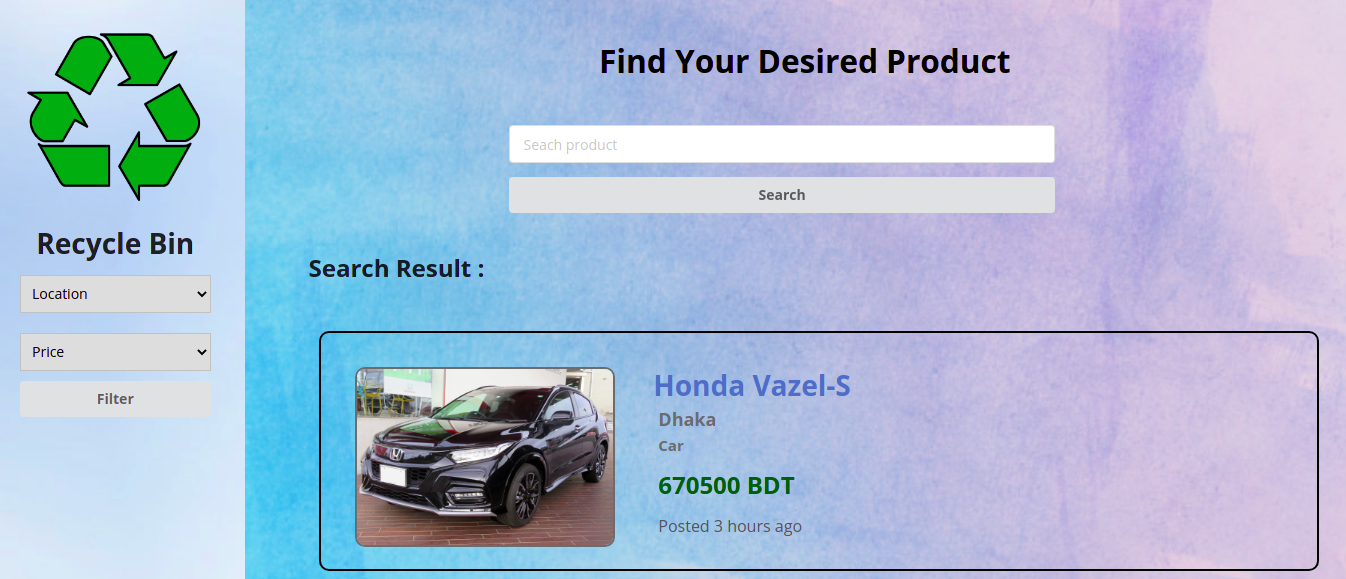 Recycle Bin
Location
Price
Filter
Find Your Desired Product
Seach product
Search
Search Result :
Honda Vazel-S
Dhaka
Car
670500 BDT
Posted 3 hours ago